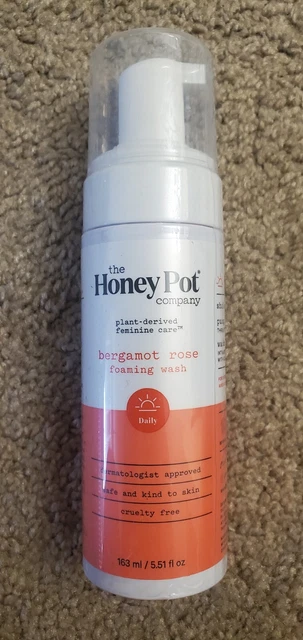 the
Honey Pot®
company
plant-derived
feminine care™
bergamot rose
foaming wash
Daily
dermatologist approved
safe and kind to skin
cruelty free
163 ml / 5.51 fl oz